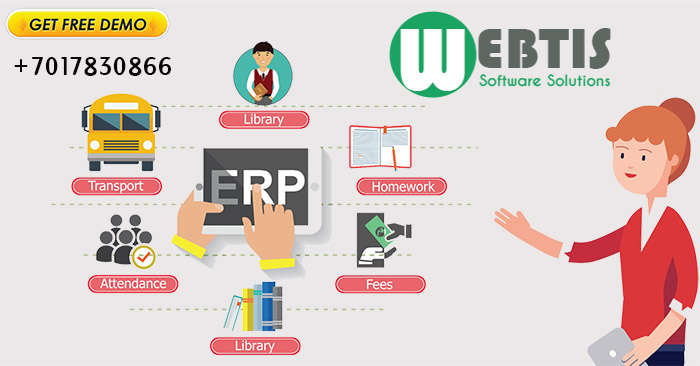 GET FREE DEMO
+7017830866
WEBTIS
Software Solutions
Library
Transport
ERP
Homework
Attendance
Fees
Library